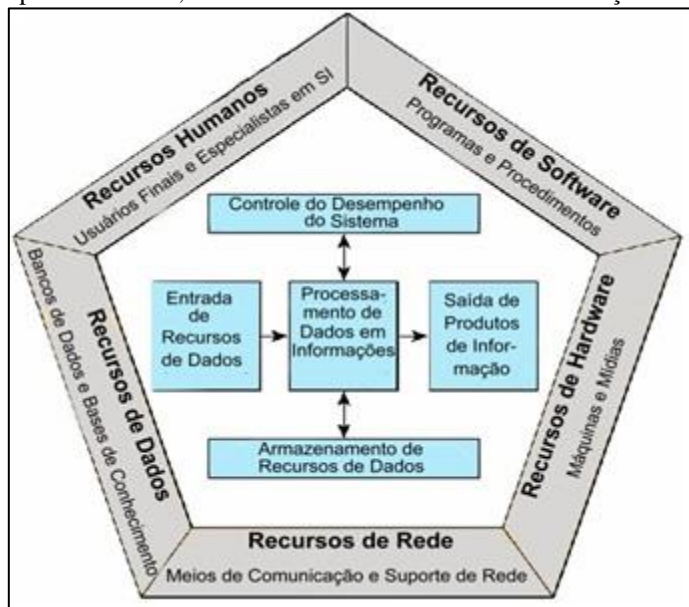 Recursos Humanos
Usuários Finais e Especialistas em SI
Recursos de Software
Programas e Procedimentos
Controle do Desempenho
do Sistema
Entrada
de
Recursos
de Dados
Processa-
mento de
Dados em
Informações
Saída de
Produtos
de Infor-
mação
Armazenamento de
Recursos de Dados
Recursos de Dados
Bancos de Dados e Bases de Conhecimento
Recursos de Hardware
Máquinas e Mídias
Recursos de Rede
Meios de Comunicação e Suporte de Rede